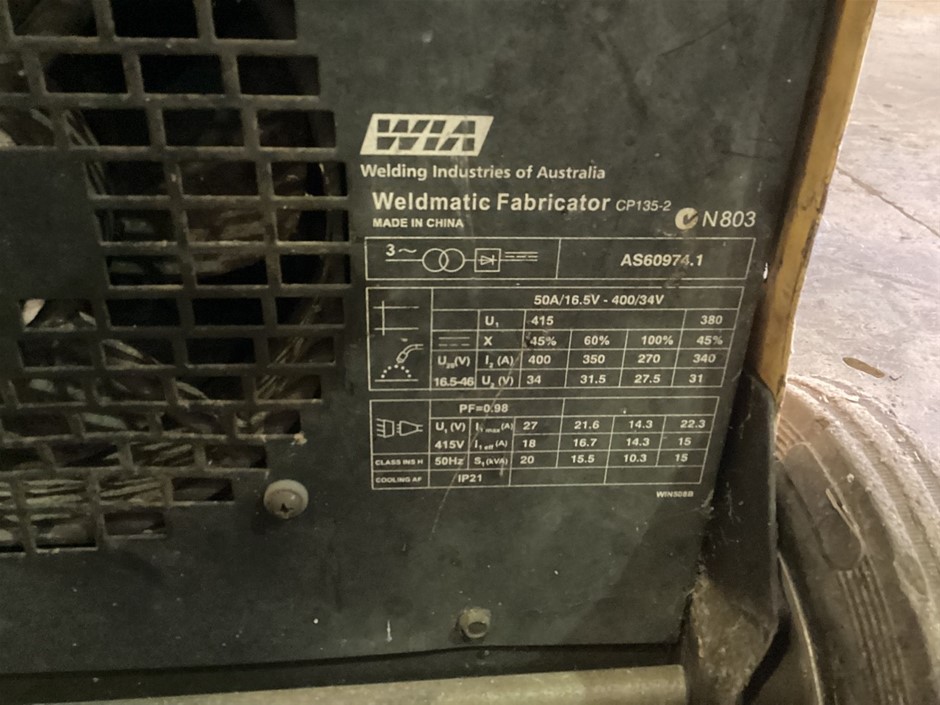 WIA
Welding Industries of Australia
Weldmatic Fabricator CP135-2
MADE IN CHINA
N803
3~ AS60974.1
50A/16.5V - 400/34V
U₁ 415 380
X 45% 60% 100% 45%
U₂₀(V) I₂ (A) 400 350 270 340
16.5-46 U₂ (V) 34 31.5 27.5 31
PF=0.98
U₁ (V) I₁ max (A) 27 21.6 14.3 22.3
415V I₁ eff (A) 18 16.7 14.3 15
CLASS INS H 50Hz S₁ (kVA) 20 15.5 10.3 15
COOLING AF IP21